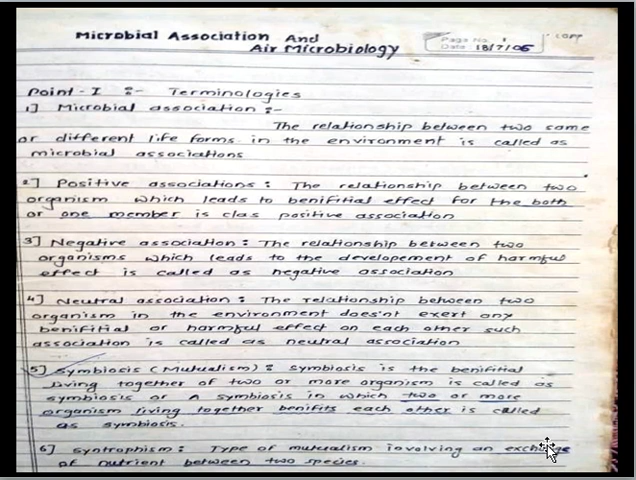 Microbial Association And
Air Microbiology
Page No. 1
Date: 18/7/05
Point-I :- Terminologies
1] Microbial association :-
The relationship between two same
or different life forms in the environment is called as
microbial associations
2] Positive associations : The relationship between two
organism which leads to benifitial effect for the both
or one member is clas positive association
3] Negative association : The relationship between two
organisms which leads to the developement of harmful
effect is called as negative association
4] Neutral association : The relationship between two
organism in the environment does'nt exert any
benifitial or harmful effect on each other such
association is called as neutral association
5] Symbiosis (Mutualism) : Symbiosis is the benifitial
living together of two or more organism is called as
symbiosis or A symbiosis in which two or more
organism living together benifits each other is called
as symbiosis.
6] Syntrophism : Type of mutualism involving an exchange
of nutrient between two species.